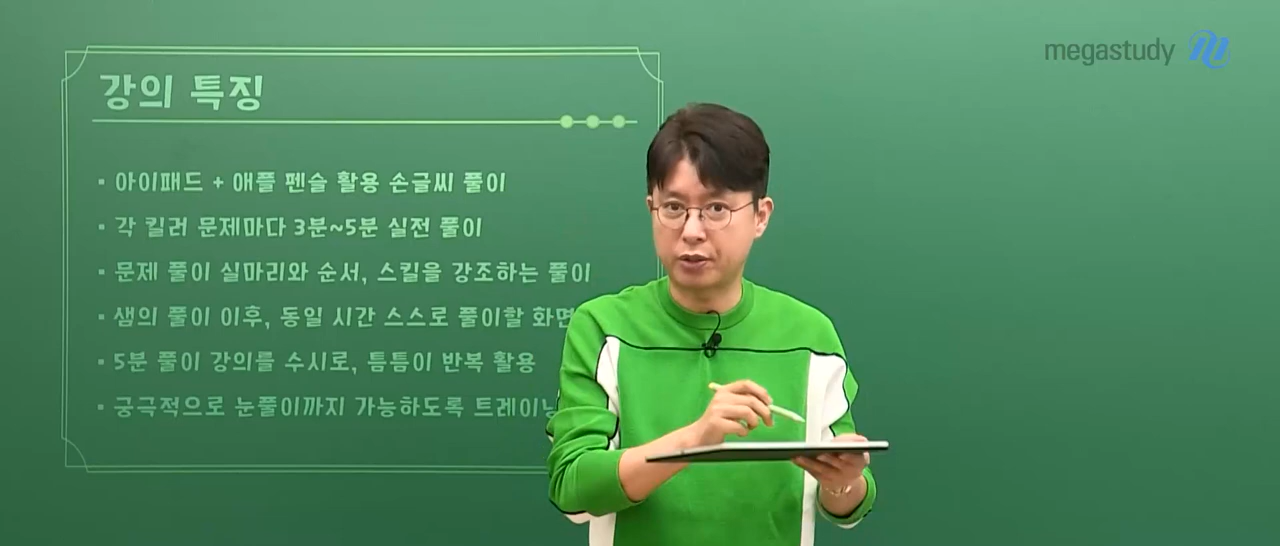 megastudy
강의 특징
▪ 아이패드 + 애플 펜슬 활용 손글씨 풀이
▪ 각 킬러 문제마다 3분~5분 실전 풀이
▪ 문제 풀이 실마리와 순서, 스킬을 강조하는 풀이
▪ 샘의 풀이 이후, 동일 시간 스스로 풀이할 화면
▪ 5분 풀이 강의를 수시로, 틈틈이 반복 활용
▪ 궁극적으로 눈풀이까지 가능하도록